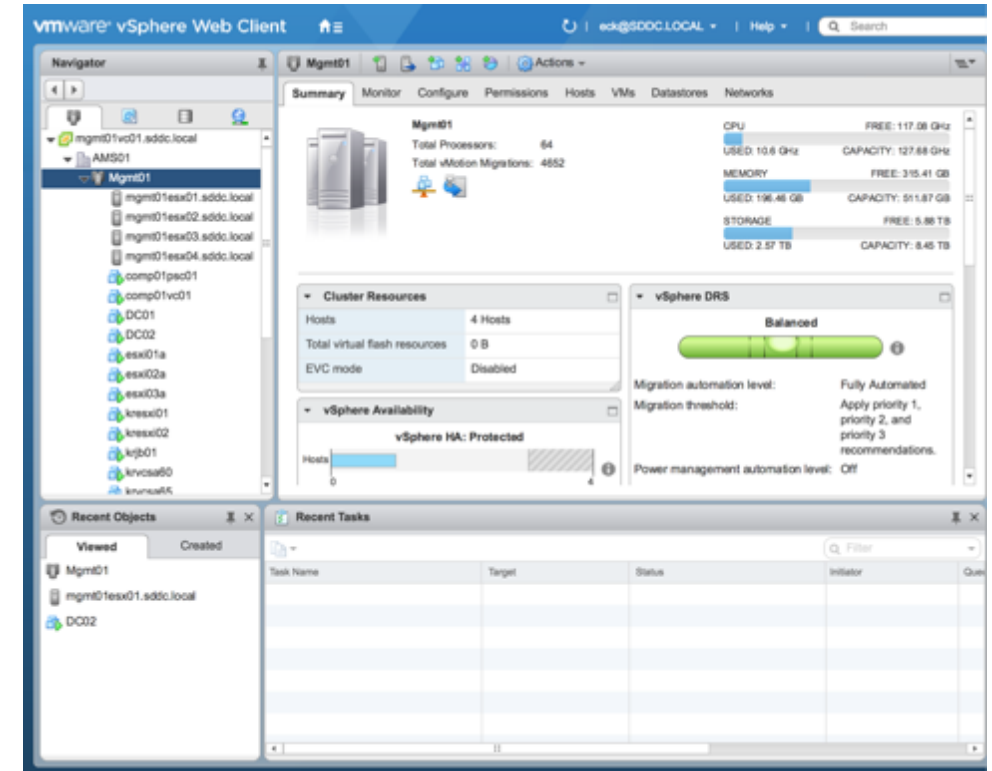 vmware® vSphere Web Client
eck@SDDC.LOCAL | Help | Search
Navigator
mgmt01vc01.sddc.local
AMS01
Mgmt01
mgmt01esx01.sddc.local
mgmt01esx02.sddc.local
mgmt01esx03.sddc.local
mgmt01esx04.sddc.local
comp01psc01
comp01vc01
DC01
DC02
esxi01a
esxi02a
esxi03a
kresxi01
kresxi02
krjb01
krvcsa60
krvcsa65
Mgmt01 Actions
Summary Monitor Configure Permissions Hosts VMs Datastores Networks
Mgmt01
Total Processors: 64
Total vMotion Migrations: 4652
CPU FREE: 117.08 GHz
USED: 10.6 GHz CAPACITY: 127.68 GHz
MEMORY FREE: 315.41 GB
USED: 196.46 GB CAPACITY: 511.87 GB
STORAGE FREE: 5.88 TB
USED: 2.57 TB CAPACITY: 8.45 TB
Cluster Resources
Hosts 4 Hosts
Total virtual flash resources 0 B
EVC mode Disabled
vSphere Availability
vSphere HA: Protected
Hosts
0 4
vSphere DRS
Balanced
Migration automation level: Fully Automated
Migration threshold: Apply priority 1,
priority 2, and
priority 3
recommendations.
Power management automation level: Off
Recent Objects
Viewed Created
Mgmt01
mgmt01esx01.sddc.local
DC02
Recent Tasks
Filter
Task Name Target Status Initiator Que